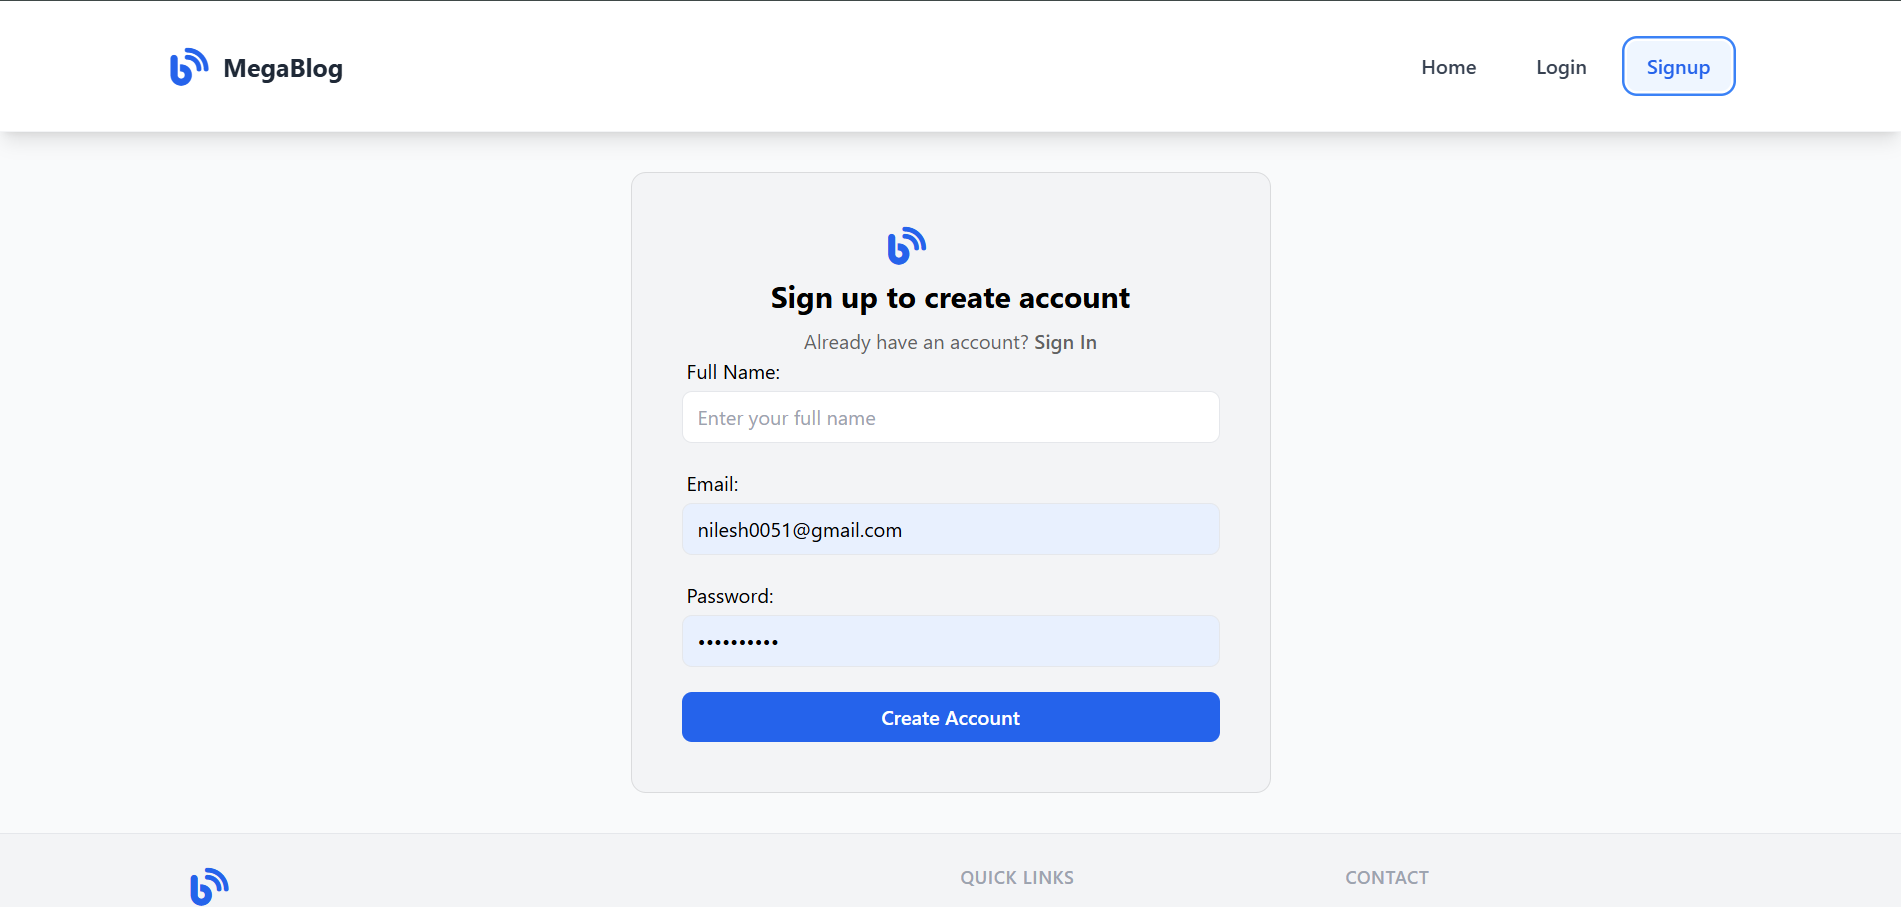 MegaBlog
Home Login Signup
Sign up to create account
Already have an account? Sign In
Full Name:
Enter your full name
Email:
nilesh0051@gmail.com
Password:
••••••••••
Create Account
QUICK LINKS CONTACT